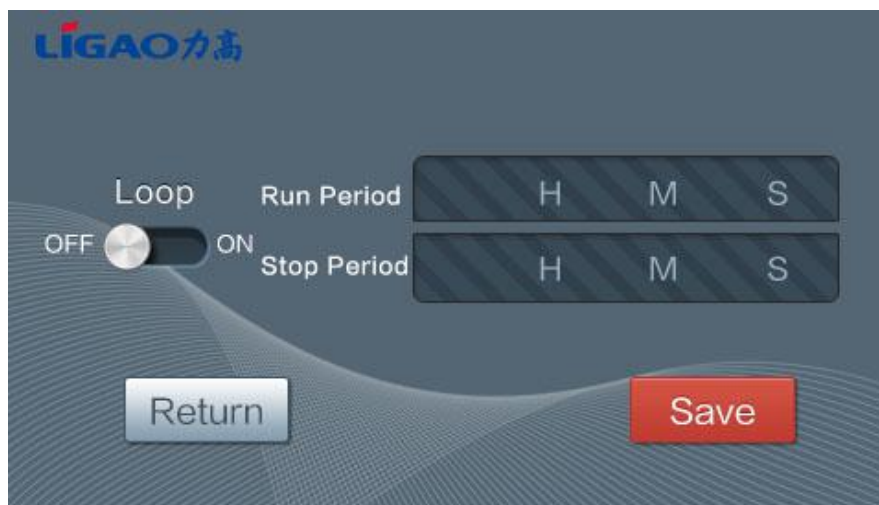 LiGAO力高
Loop
OFF ON
Run Period H M S
Stop Period H M S
Return
Save